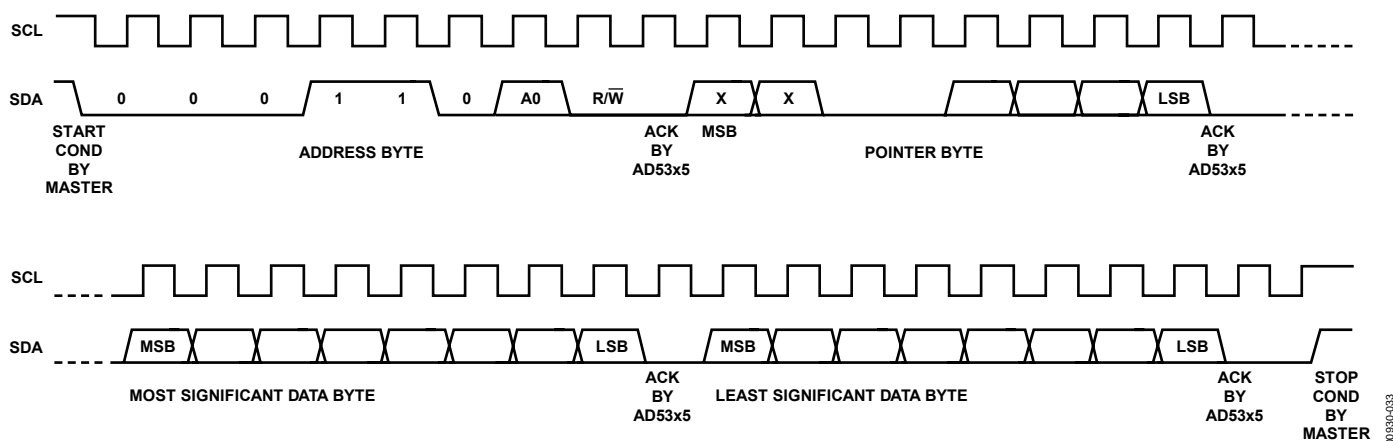 SCL
SDA
0 0 0 1 1 0 A0 R/W̅ X X LSB
START
COND
BY
MASTER
ADDRESS BYTE
ACK
BY
AD53x5
MSB
POINTER BYTE
ACK
BY
AD53x5
SCL
SDA
MSB LSB MSB LSB
MOST SIGNIFICANT DATA BYTE
ACK
BY
AD53x5
LEAST SIGNIFICANT DATA BYTE
ACK
BY
AD53x5
STOP
COND
BY
MASTER
00930-033